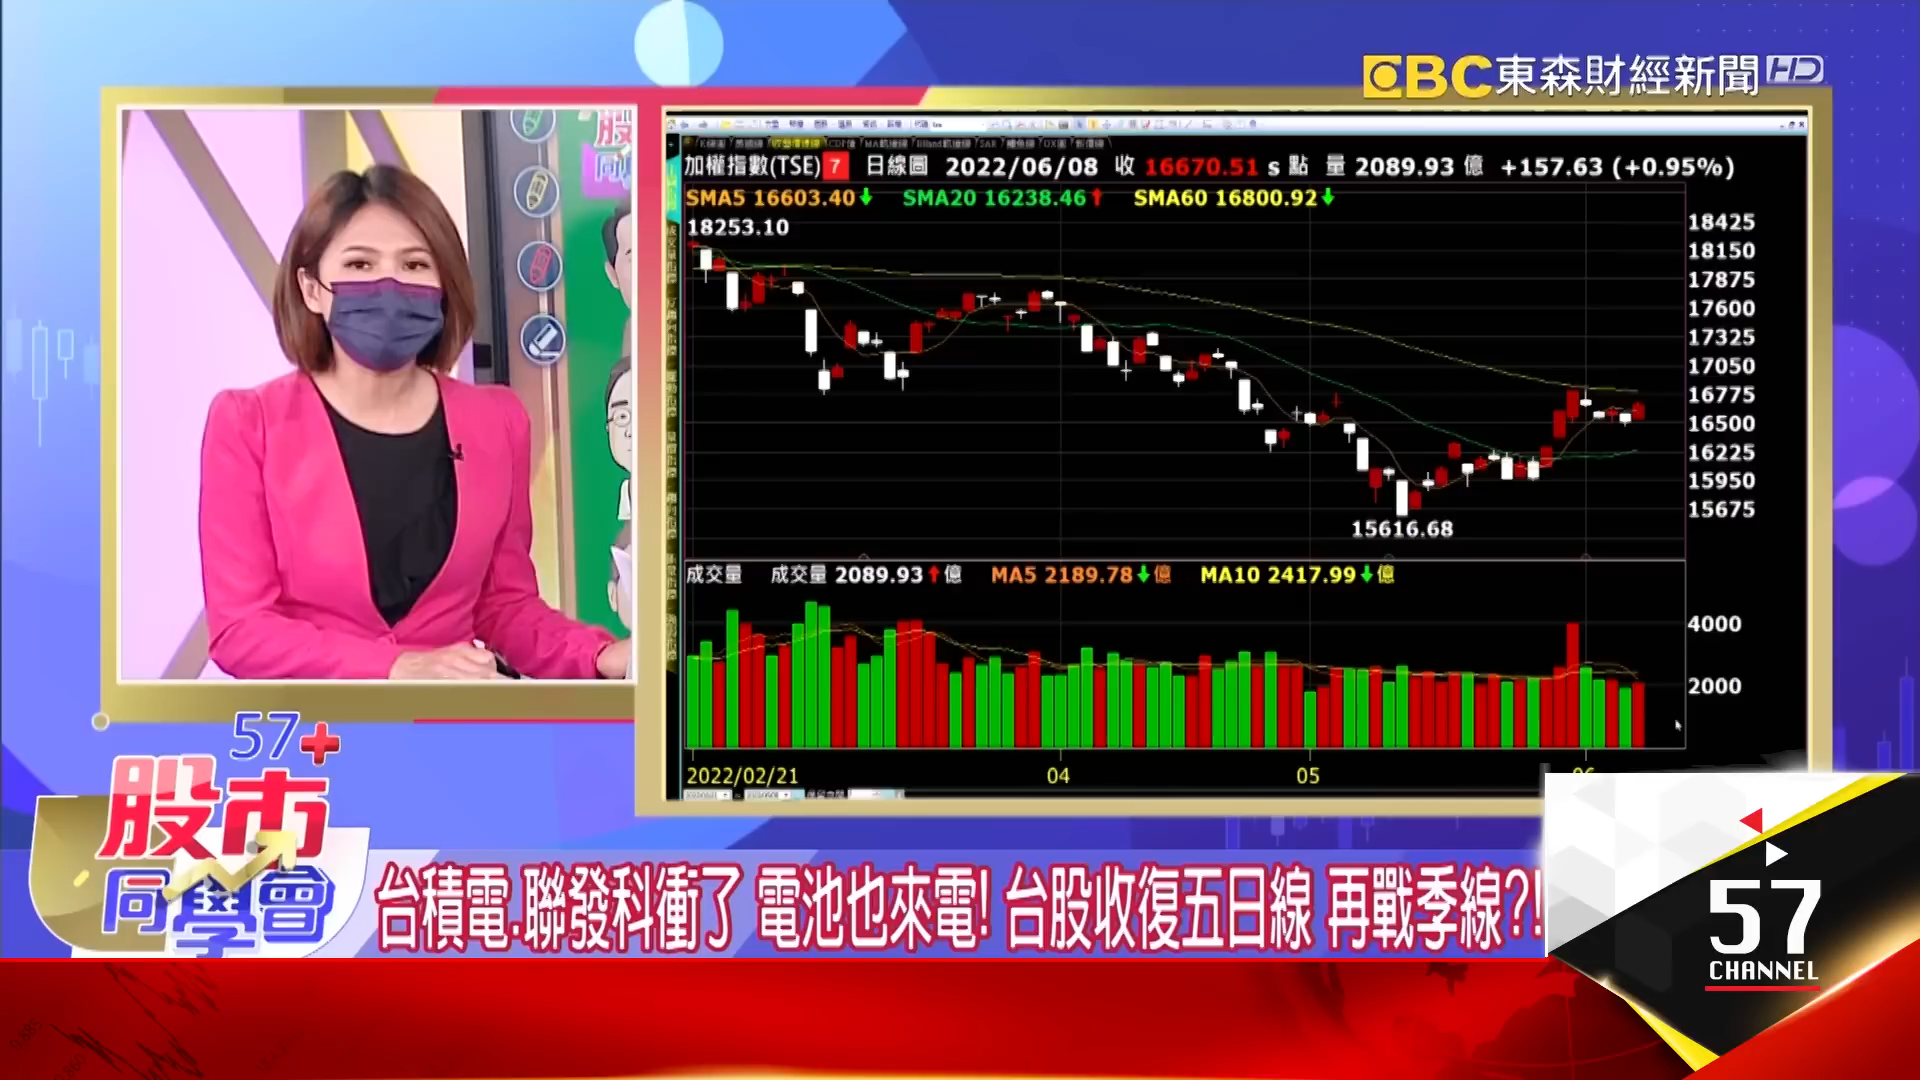 EBC東森財經新聞HD
加權指數(TSE) 7 日線圖 2022/06/08 收 16670.51 s 點 量 2089.93 億 +157.63 (+0.95%)
SMA5 16603.40↓ SMA20 16238.46↑ SMA60 16800.92↓
18253.10
18425
18150
17875
17600
17325
17050
16775
16500
16225
15950
15675
15616.68
成交量 成交量 2089.93↑億 MA5 2189.78↓億 MA10 2417.99↓億
4000
2000
2022/02/21 04 05
57+
股市
同學會
台積電.聯發科衝了 電池也來電! 台股收復五日線 再戰季線?!
57
CHANNEL